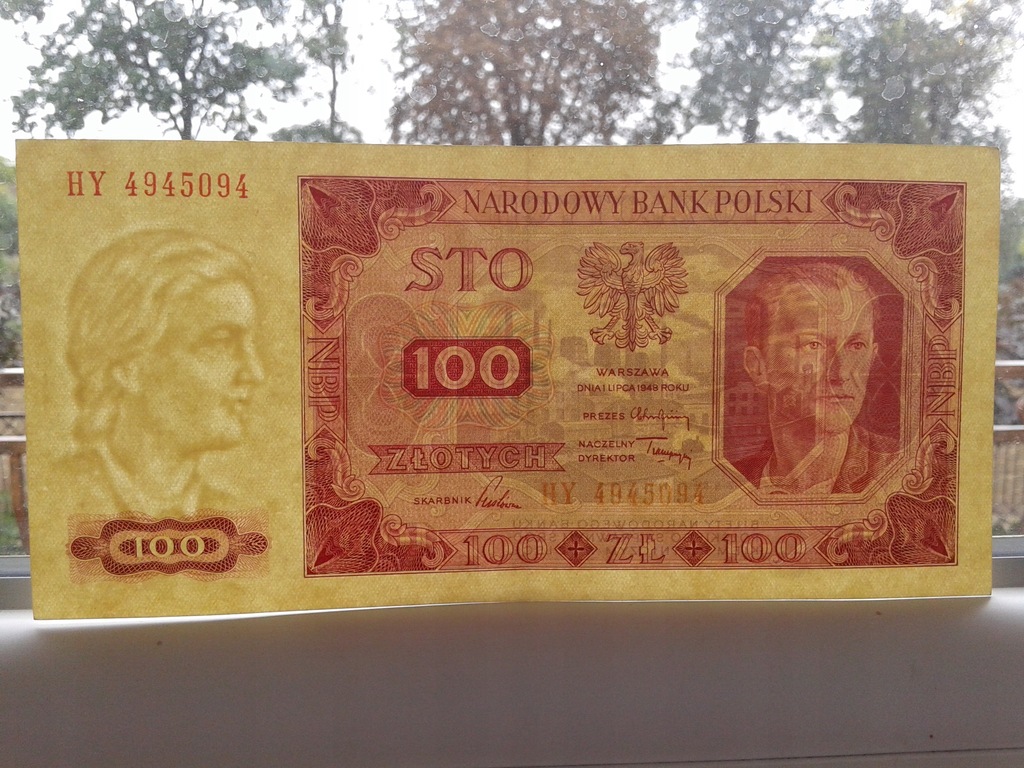 HY 4945094
NARODOWY BANK POLSKI
STO
100
WARSZAWA
DNIA 1 LIPCA 1948 ROKU
PREZES
NACZELNY
DYREKTOR
ZŁOTYCH
SKARBNIK
HY 4945094
NBP
NBP
100
100 ZŁ 100